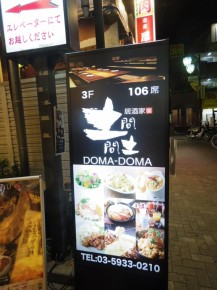 エレベーターにて
お越しください
3F 106席
居酒家
土間
間土
DOMA-DOMA
TEL:03-5933-0210